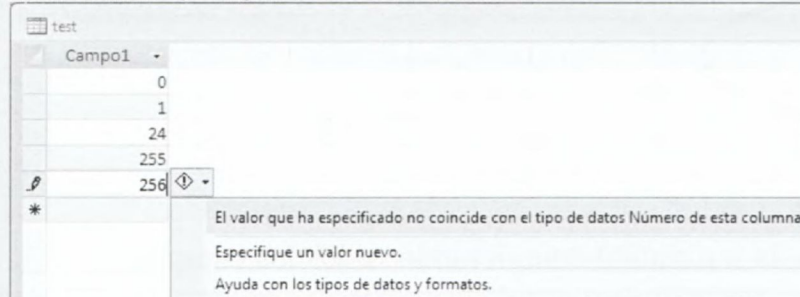 test
Campo1
0
1
24
255
256
*
El valor que ha especificado no coincide con el tipo de datos Número de esta columna
Especifique un valor nuevo.
Ayuda con los tipos de datos y formatos.